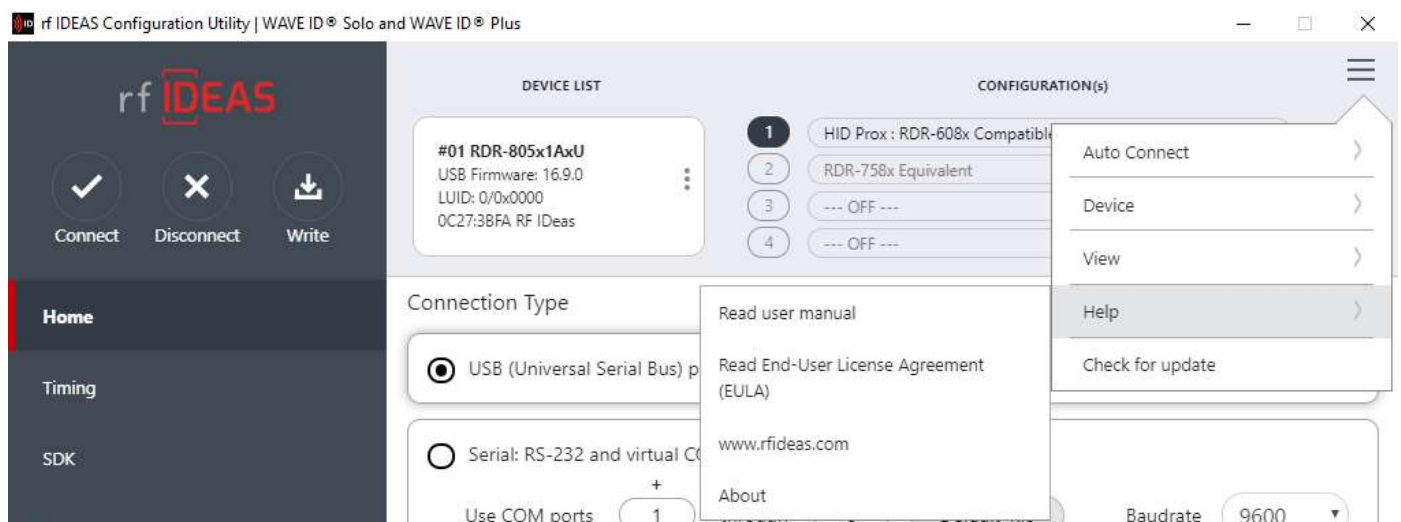 rf IDEAS Configuration Utility | WAVE ID® Solo and WAVE ID® Plus
rf IDEAS
Connect Disconnect Write
Home
Timing
SDK
DEVICE LIST
#01 RDR-805x1AxU
USB Firmware: 16.9.0
LUID: 0/0x0000
0C27:3BFA RF IDeas
CONFIGURATION(s)
1 HID Prox : RDR-608x Compatible
2 RDR-758x Equivalent
3 --- OFF ---
4 --- OFF ---
Auto Connect
Device
View
Help
Check for update
Read user manual
Read End-User License Agreement
(EULA)
www.rfideas.com
About
Connection Type
USB (Universal Serial Bus) p
Serial: RS-232 and virtual CO
+
Use COM ports 1
Baudrate 9600